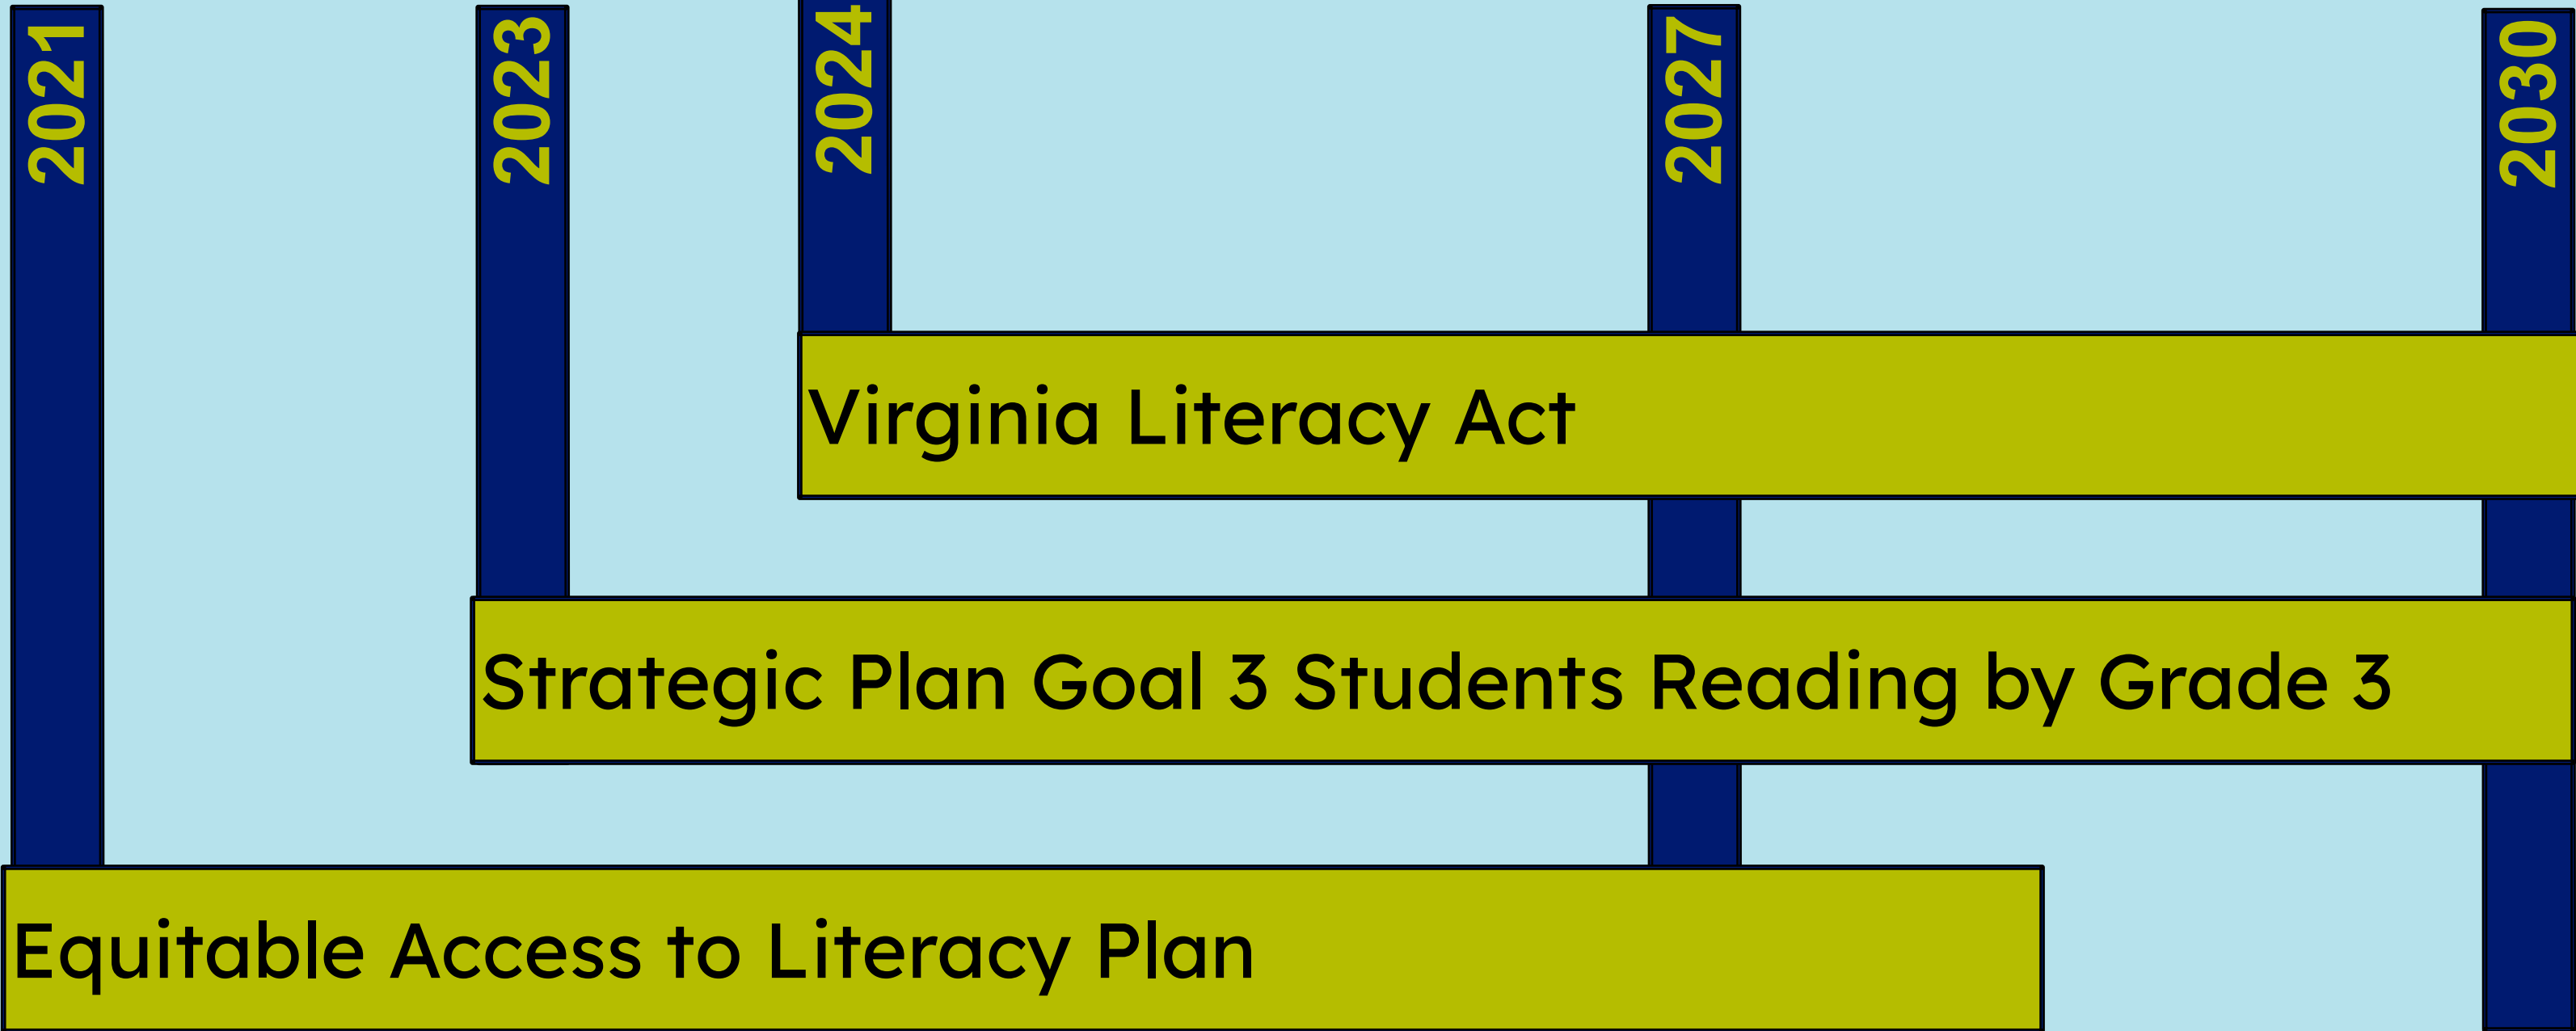 2021
2023
2024
2027
2030
Virginia Literacy Act
Strategic Plan Goal 3 Students Reading by Grade 3
Equitable Access to Literacy Plan